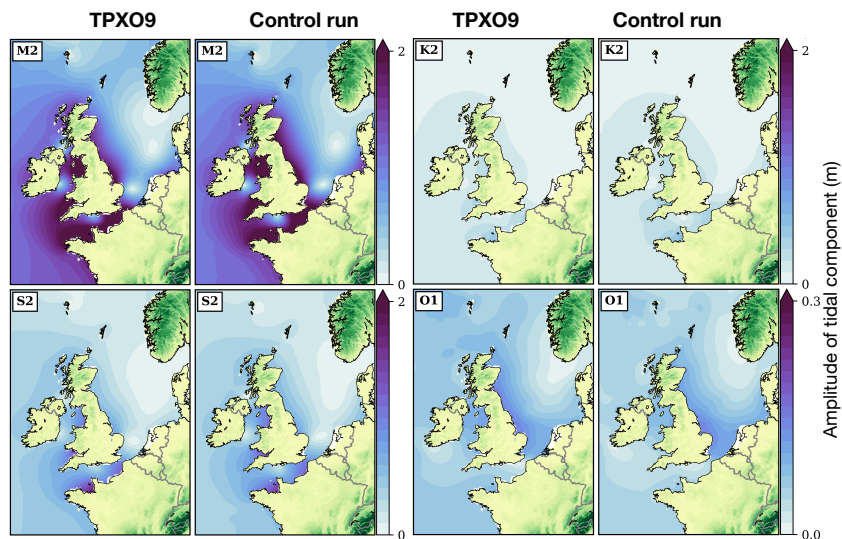 TPXO9 Control run TPXO9 Control run
M2 M2 2 K2 K2 2
0 0
S2 S2 2 O1 O1 0.3
0 0.0
Amplitude of tidal component (m)